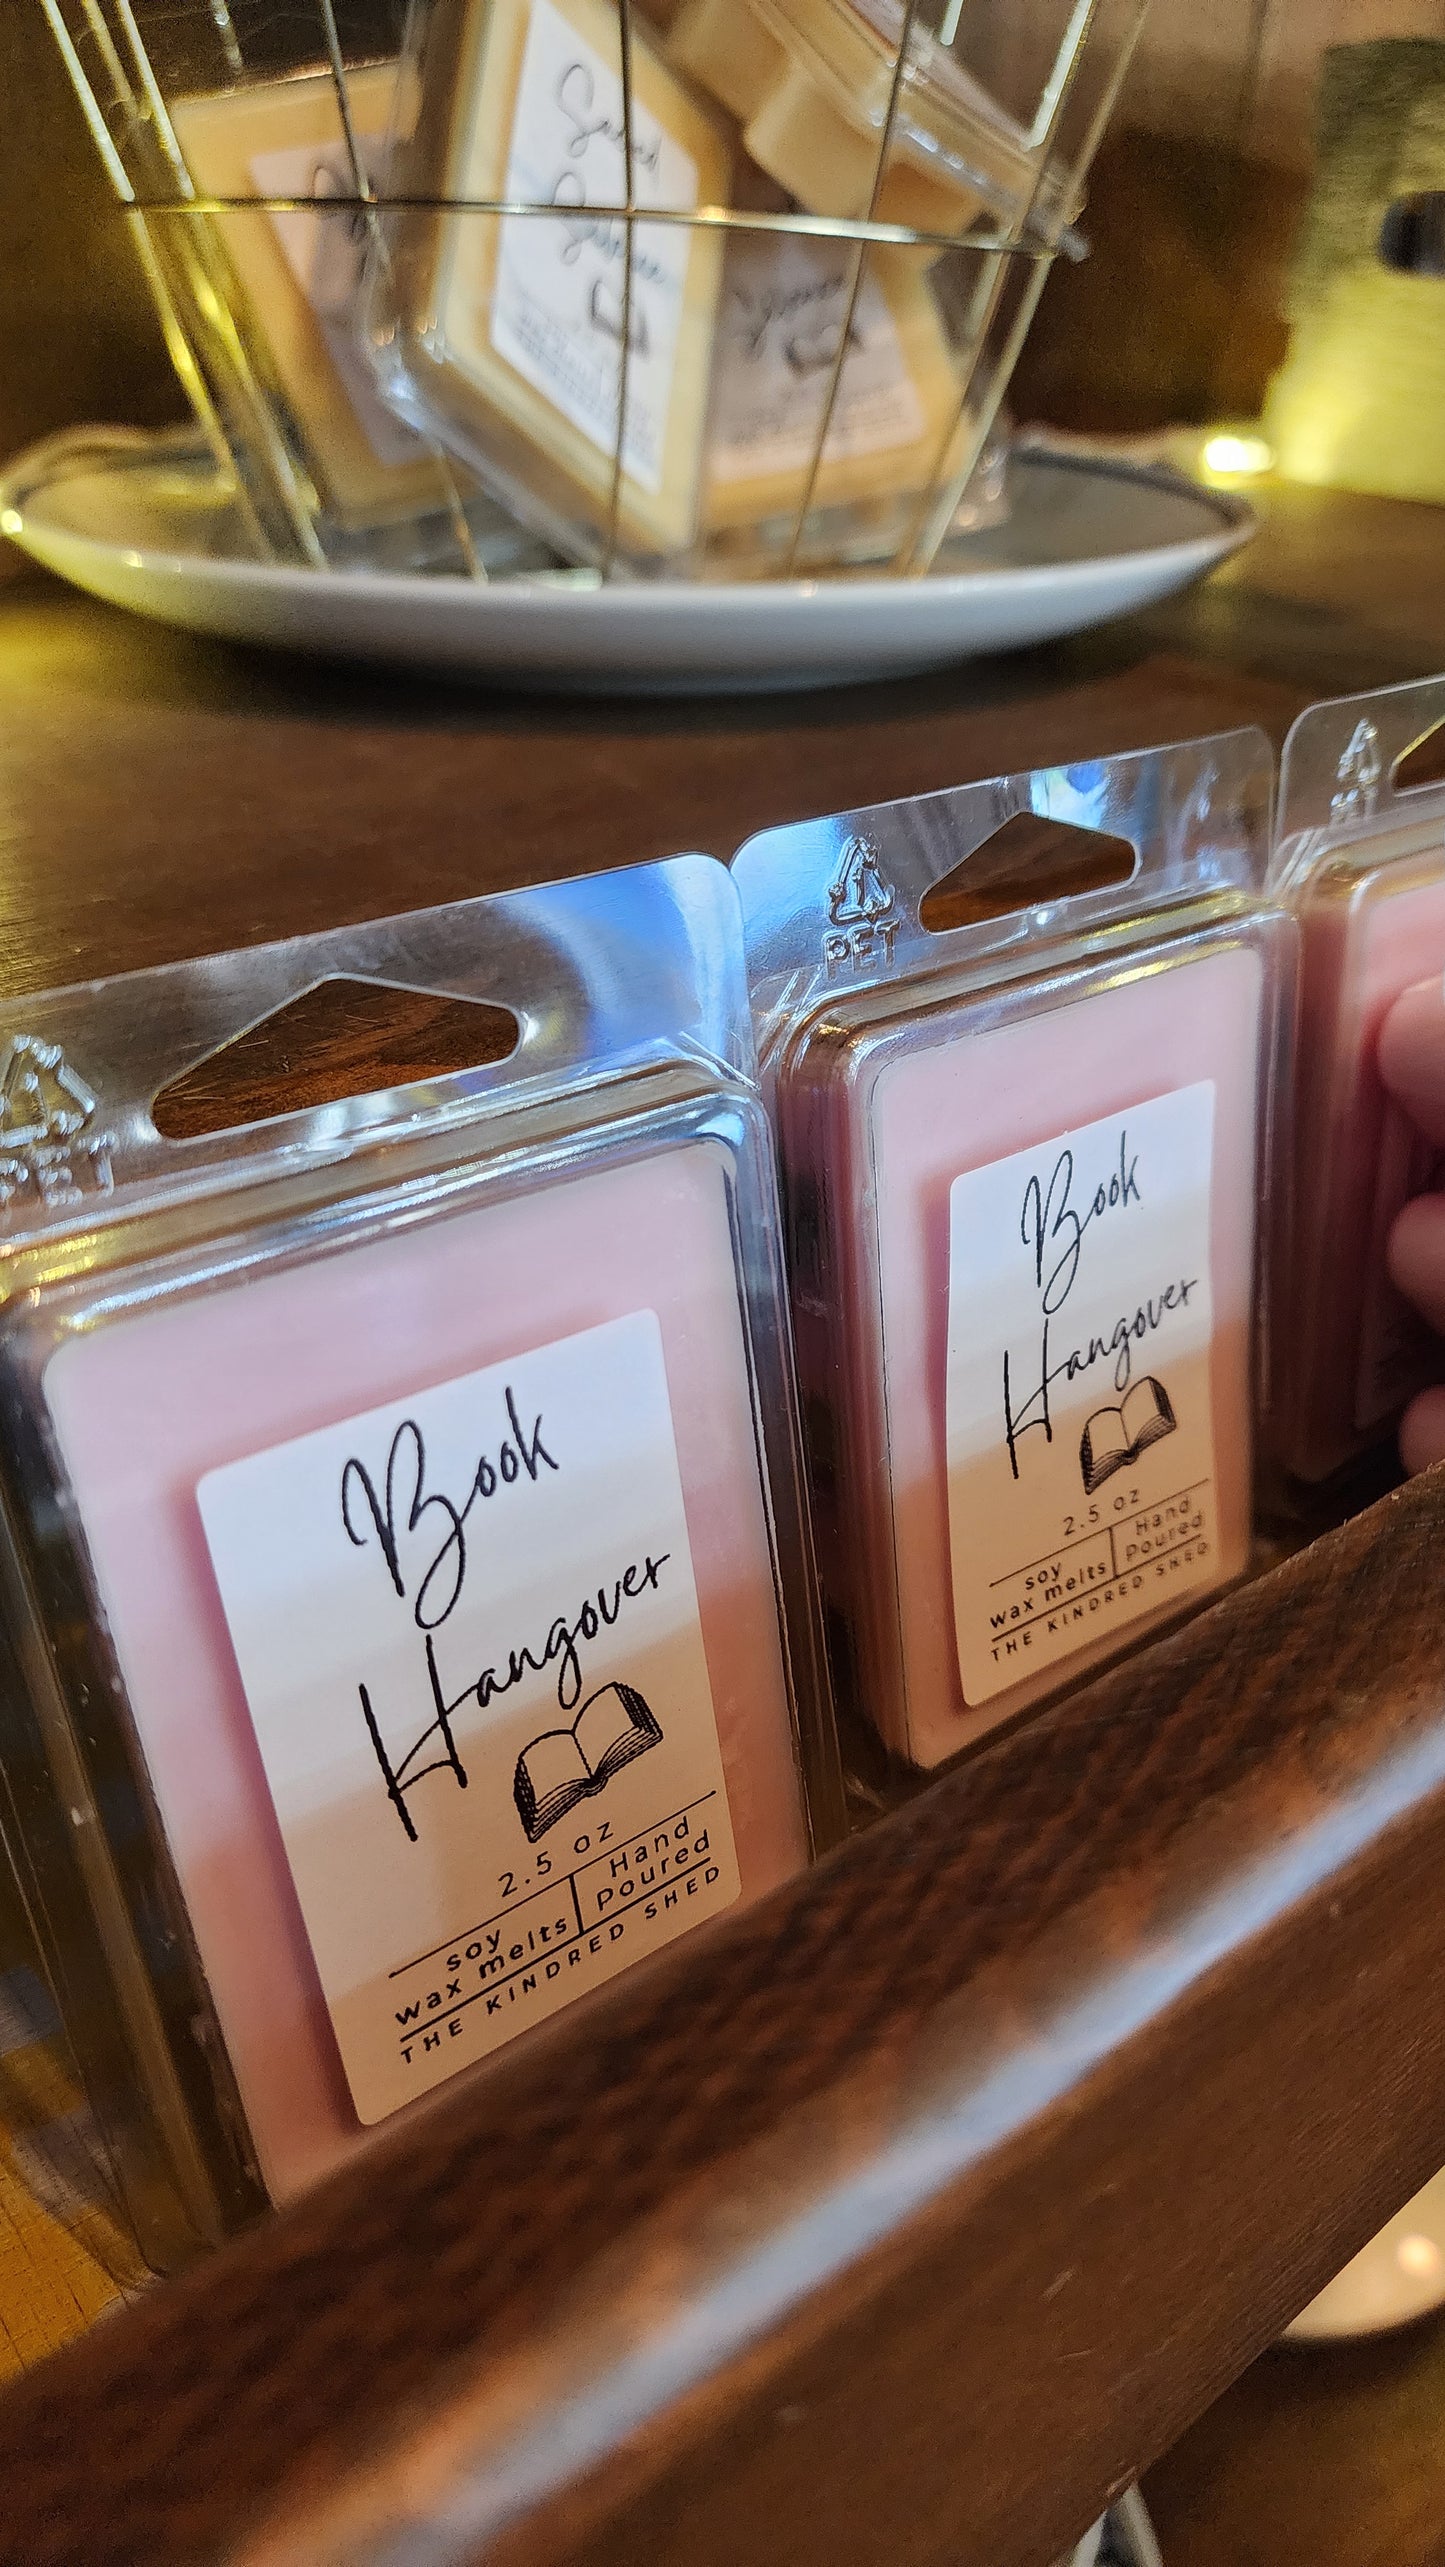 PET
Book
Hangover
2.5 oz
soy
wax melts
Hand
Poured
THE KINDRED SHED
PET
Book
Hangover
2.5 oz
soy
wax melts
Hand
Poured
THE KINDRED SHED